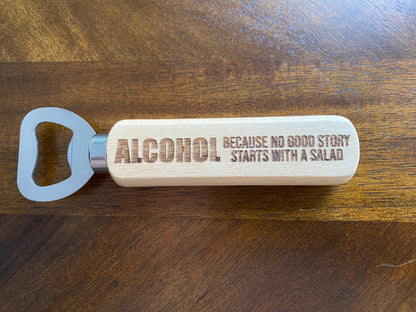 ALCOHOL BECAUSE NO GOOD STORY
STARTS WITH A SALAD